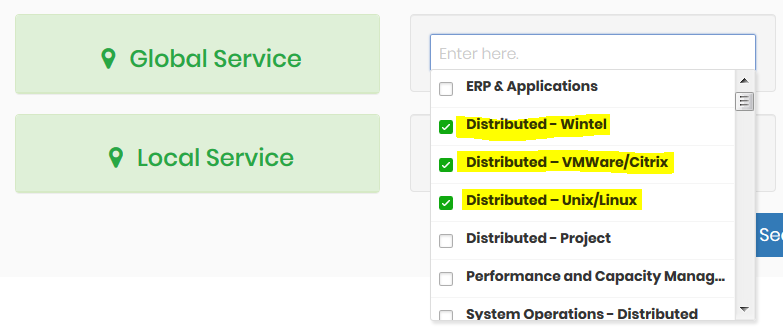 Global Service
Enter here.
ERP & Applications
Distributed - Wintel
Distributed – VMWare/Citrix
Local Service
Distributed – Unix/Linux
Distributed - Project
See
Performance and Capacity Manag...
System Operations - Distributed